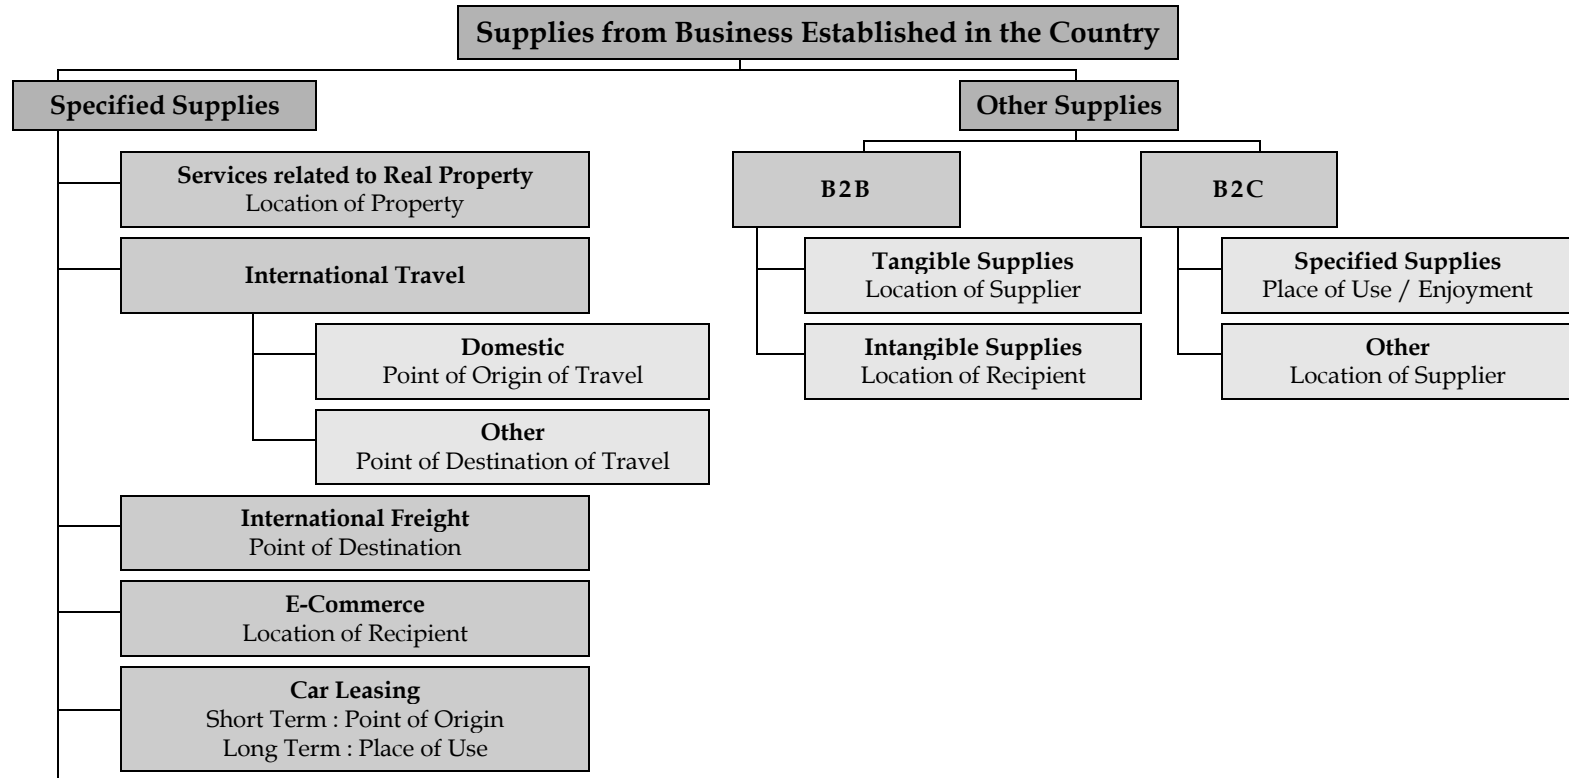 Supplies from Business Established in the Country
Specified Supplies
Services related to Real Property
Location of Property
International Travel
Domestic
Point of Origin of Travel
Other
Point of Destination of Travel
International Freight
Point of Destination
E-Commerce
Location of Recipient
Car Leasing
Short Term : Point of Origin
Long Term : Place of Use
Other Supplies
B2B
Tangible Supplies
Location of Supplier
Intangible Supplies
Location of Recipient
B2C
Specified Supplies
Place of Use / Enjoyment
Other
Location of Supplier